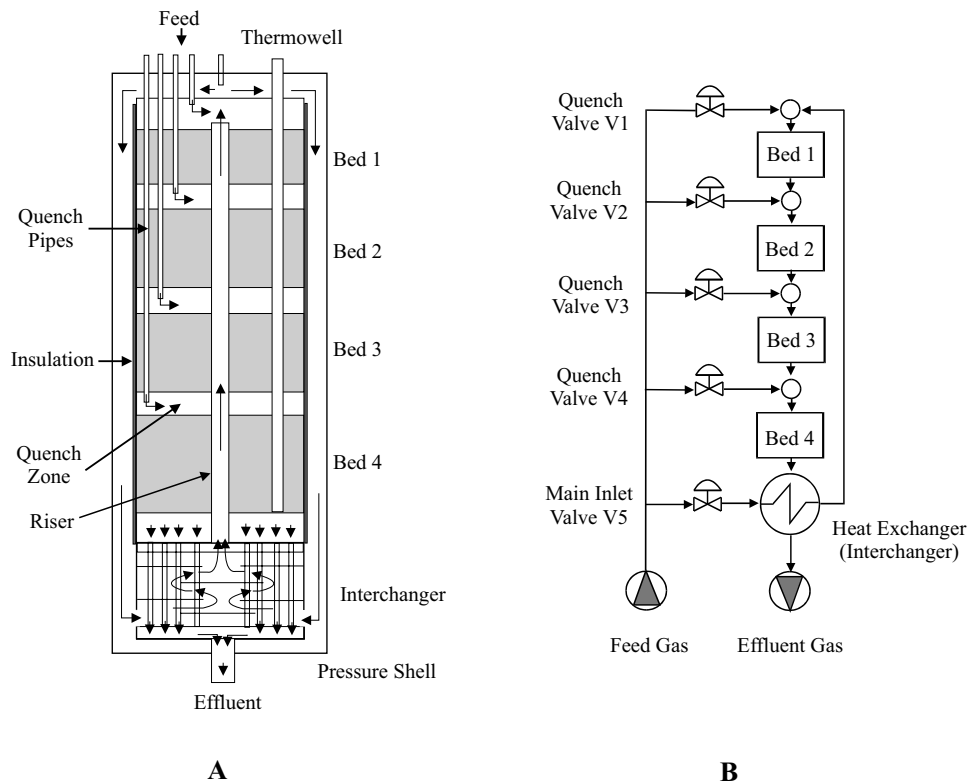 Feed
Thermowell
Bed 1
Quench
Pipes
Bed 2
Insulation
Bed 3
Quench
Zone
Bed 4
Riser
Interchanger
Pressure Shell
Effluent
A
Quench
Valve V1
Bed 1
Quench
Valve V2
Bed 2
Quench
Valve V3
Bed 3
Quench
Valve V4
Bed 4
Main Inlet
Valve V5
Heat Exchanger
(Interchanger)
Feed Gas
Effluent Gas
B